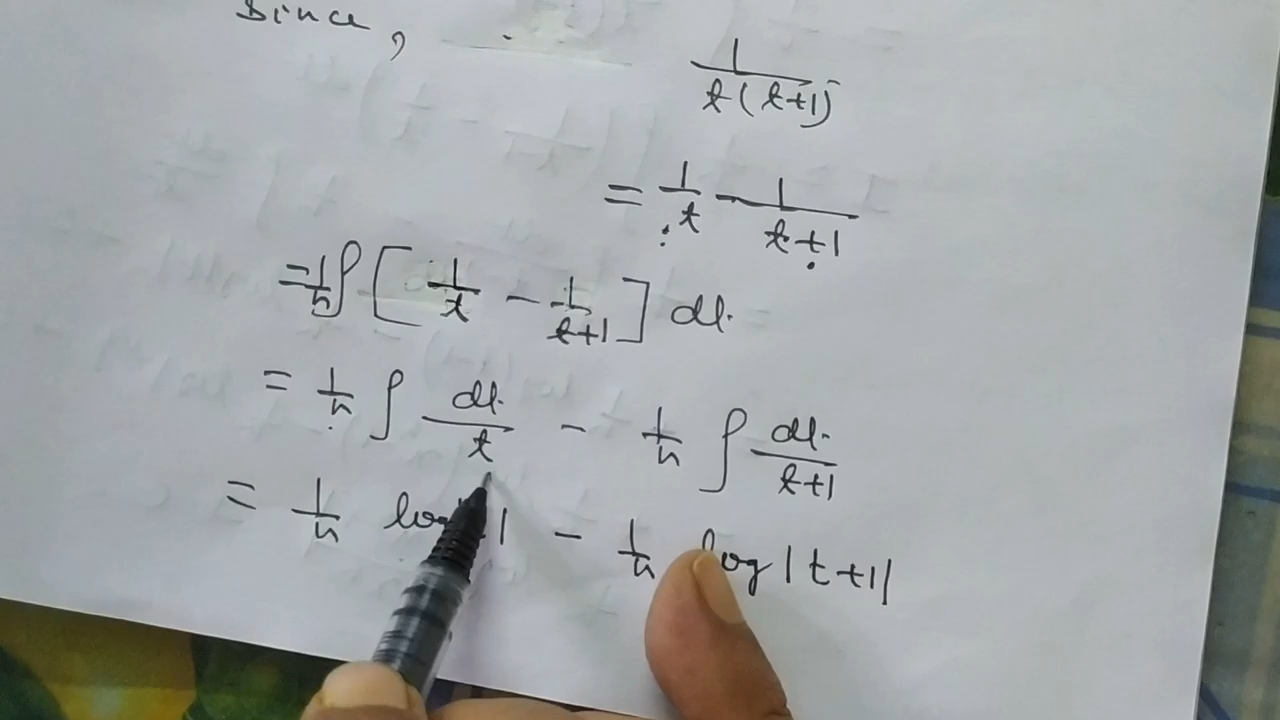 Since,
1/t(t+1)
= 1/t - 1/t+1
= 1/n ∫ [ 1/t - 1/t+1 ] dt.
= 1/n ∫ dt/t - 1/n ∫ dt/t+1
= 1/n log | - 1/n log |t+1|